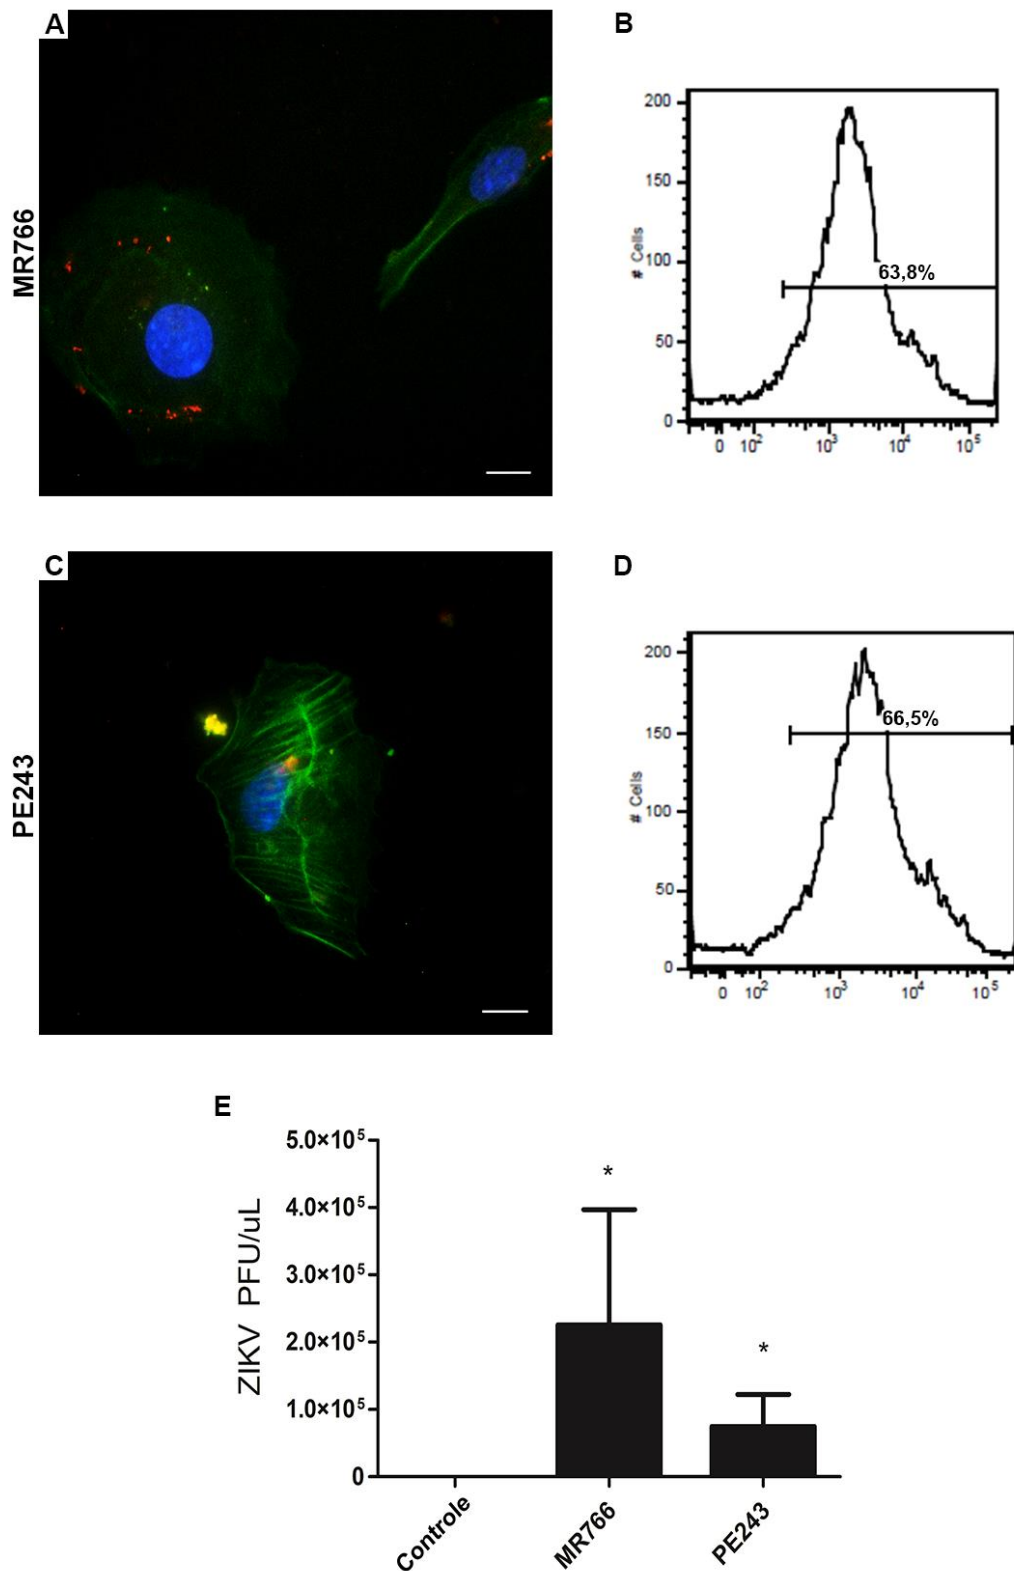 A
MR766
B
200
150
100
50
0
# Cells
63,8%
0 10² 10³ 10⁴ 10⁵
C
PE243
D
200
150
100
50
0
# Cells
66,5%
0 10² 10³ 10⁴ 10⁵
E
ZIKV PFU/uL
5.0×10⁵
4.0×10⁵
3.0×10⁵
2.0×10⁵
1.0×10⁵
0
*
*
Controle
MR766
PE243